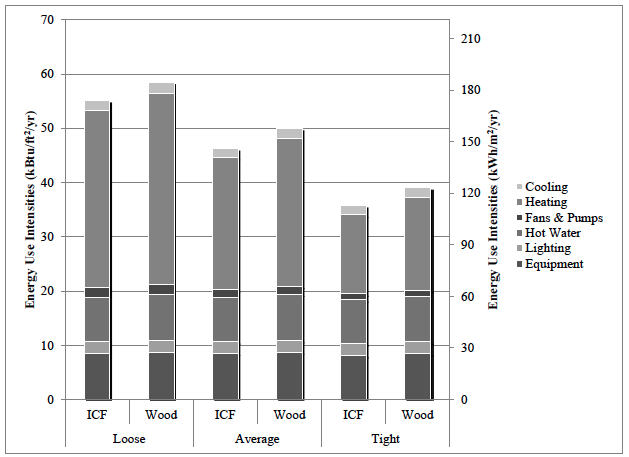 Energy Use Intensities (kBtu/ft²/yr)
70
60
50
40
30
20
10
0
210
180
150
120
90
60
30
0
Energy Use Intensities (kWh/m²/yr)
Cooling
Heating
Fans & Pumps
Hot Water
Lighting
Equipment
ICF Wood ICF Wood ICF Wood
Loose Average Tight